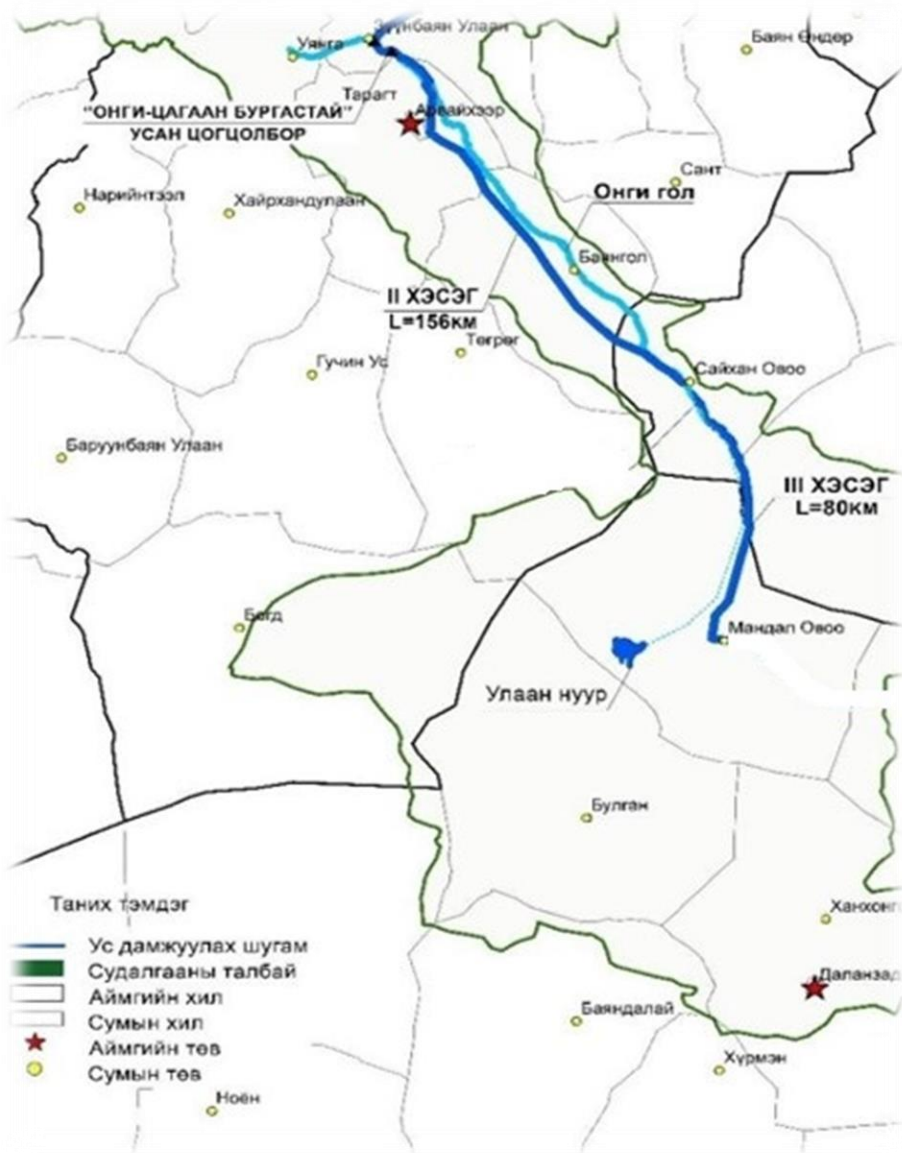 Зүүнбаян Улаан
Уянга
Баян Өндөр
Тарагт
"ОНГИ-ЦАГААН БУРГАСТАЙ"
УСАН ЦОГЦОЛБОР
Арвайхээр
Сант
Нарийнтээл
Хайрхандулаан
Онги гол
Баянгол
II ХЭСЭГ
L=156км
Төгрөг
Гучин Ус
Сайхан Овоо
Баруунбаян Улаан
III ХЭСЭГ
L=80км
Богд
Мандал Овоо
Улаан нуур
Булган
Таних тэмдэг
Ханхонг
Ус дамжуулах шугам
Судалгааны талбай
Даланзад
Аймгийн хил
Сумын хил
Баяндалай
Аймгийн төв
Хүрмэн
Сумын төв
Ноён